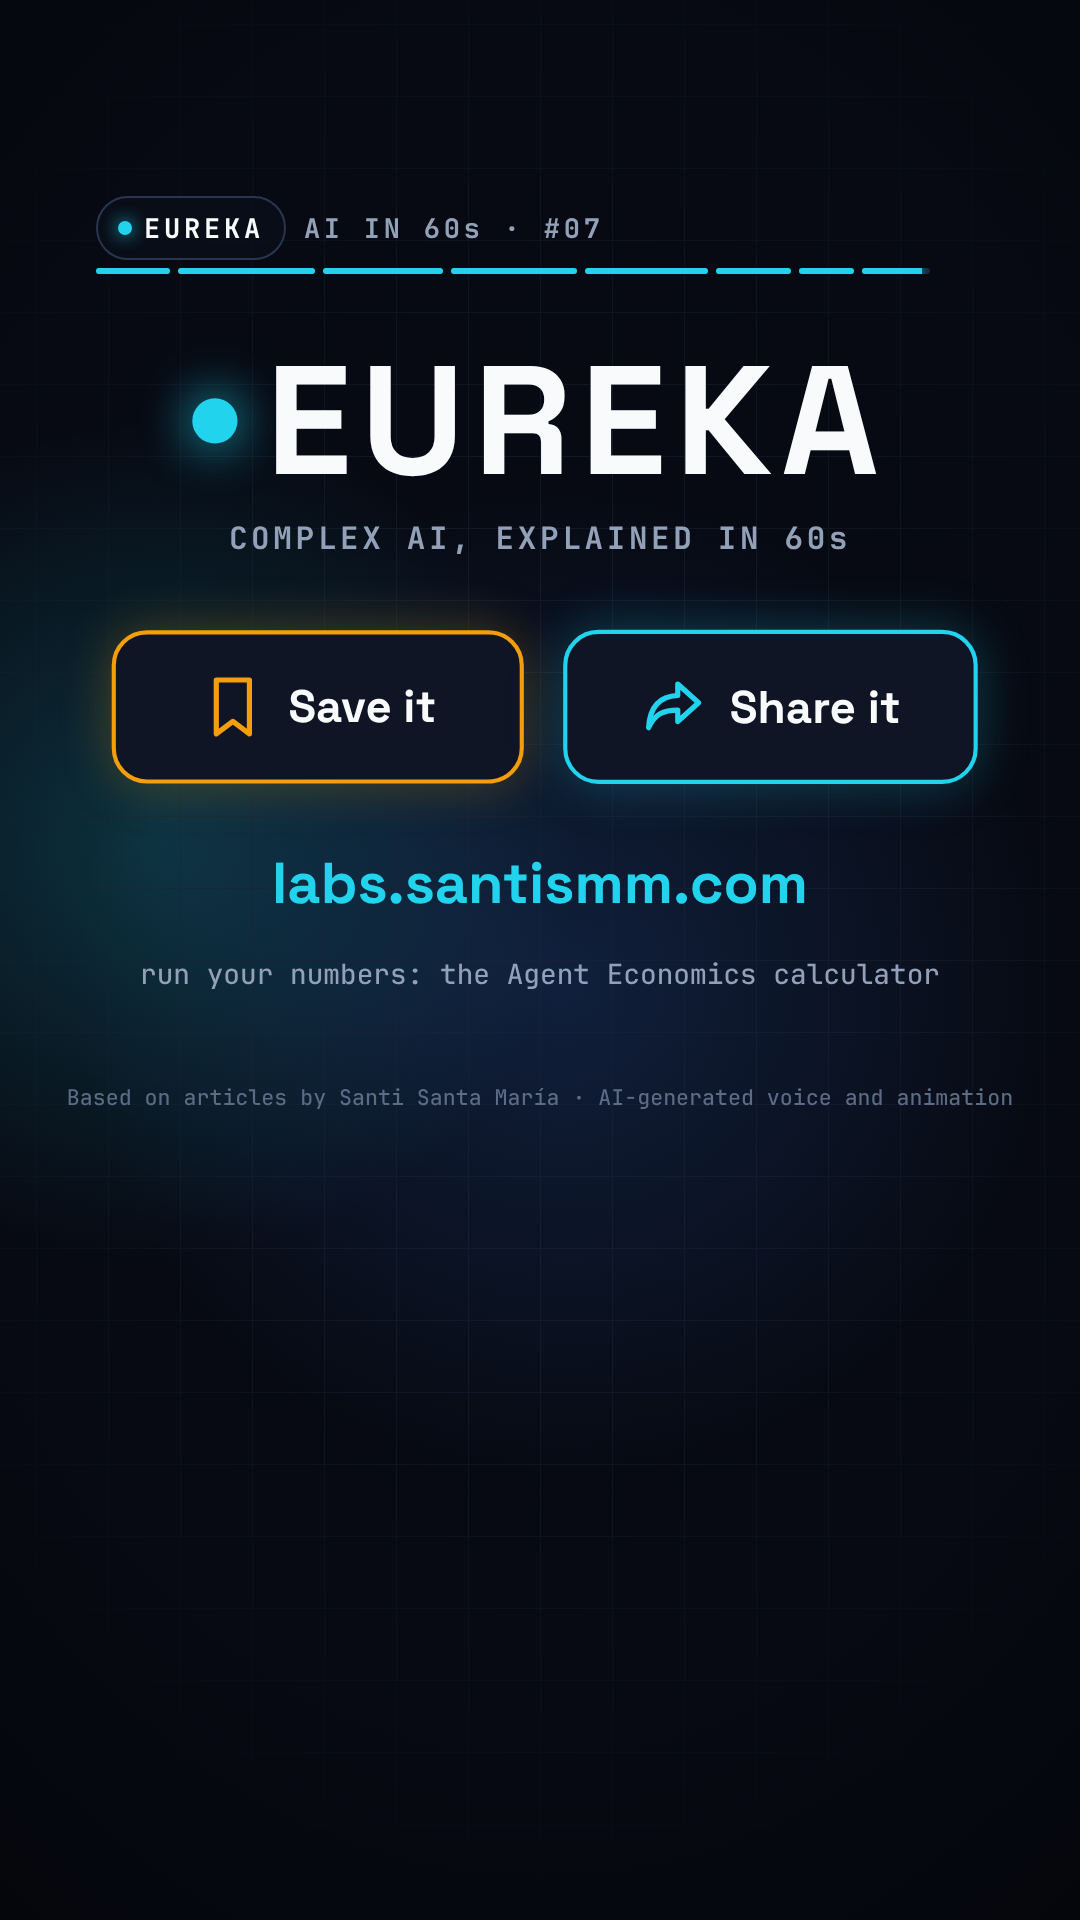 EUREKA AI IN 60s · #07
EUREKA
COMPLEX AI, EXPLAINED IN 60s
Save it
Share it
labs.santismm.com
run your numbers: the Agent Economics calculator
Based on articles by Santi Santa María · AI-generated voice and animation